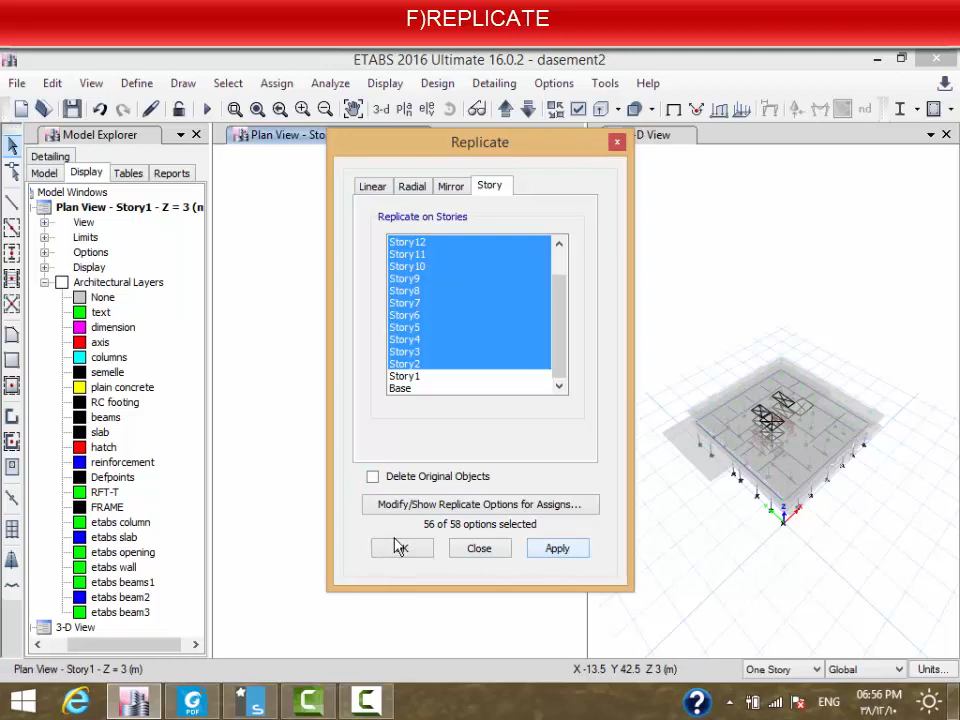 F)REPLICATE
ETABS 2016 Ultimate 16.0.2 - dasement2
File Edit View Define Draw Select Assign Analyze Display Design Detailing Options Tools Help
3-d
nd
Model Explorer
Plan View - Sto
-D View
Replicate
Detailing
Model Display Tables Reports
Linear Radial Mirror Story
Model Windows
Plan View - Story1 - Z = 3 (n
View
Limits
Options
Display
Architectural Layers
None
text
dimension
axis
columns
semelle
plain concrete
RC footing
beams
slab
hatch
reinforcement
Defpoints
RFT-T
FRAME
etabs column
etabs slab
etabs opening
etabs wall
etabs beams1
etabs beam2
etabs beam3
3-D View
Replicate on Stories
Story12
Story11
Story10
Story9
Story8
Story7
Story6
Story5
Story4
Story3
Story2
Story1
Base
Delete Original Objects
Modify/Show Replicate Options for Assigns...
56 of 58 options selected
Close Apply
Z
Plan View - Story1 - Z = 3 (m)
X -13.5 Y 42.5 Z 3 (m)
One Story Global Units...
PDF
ENG
06:56 PM